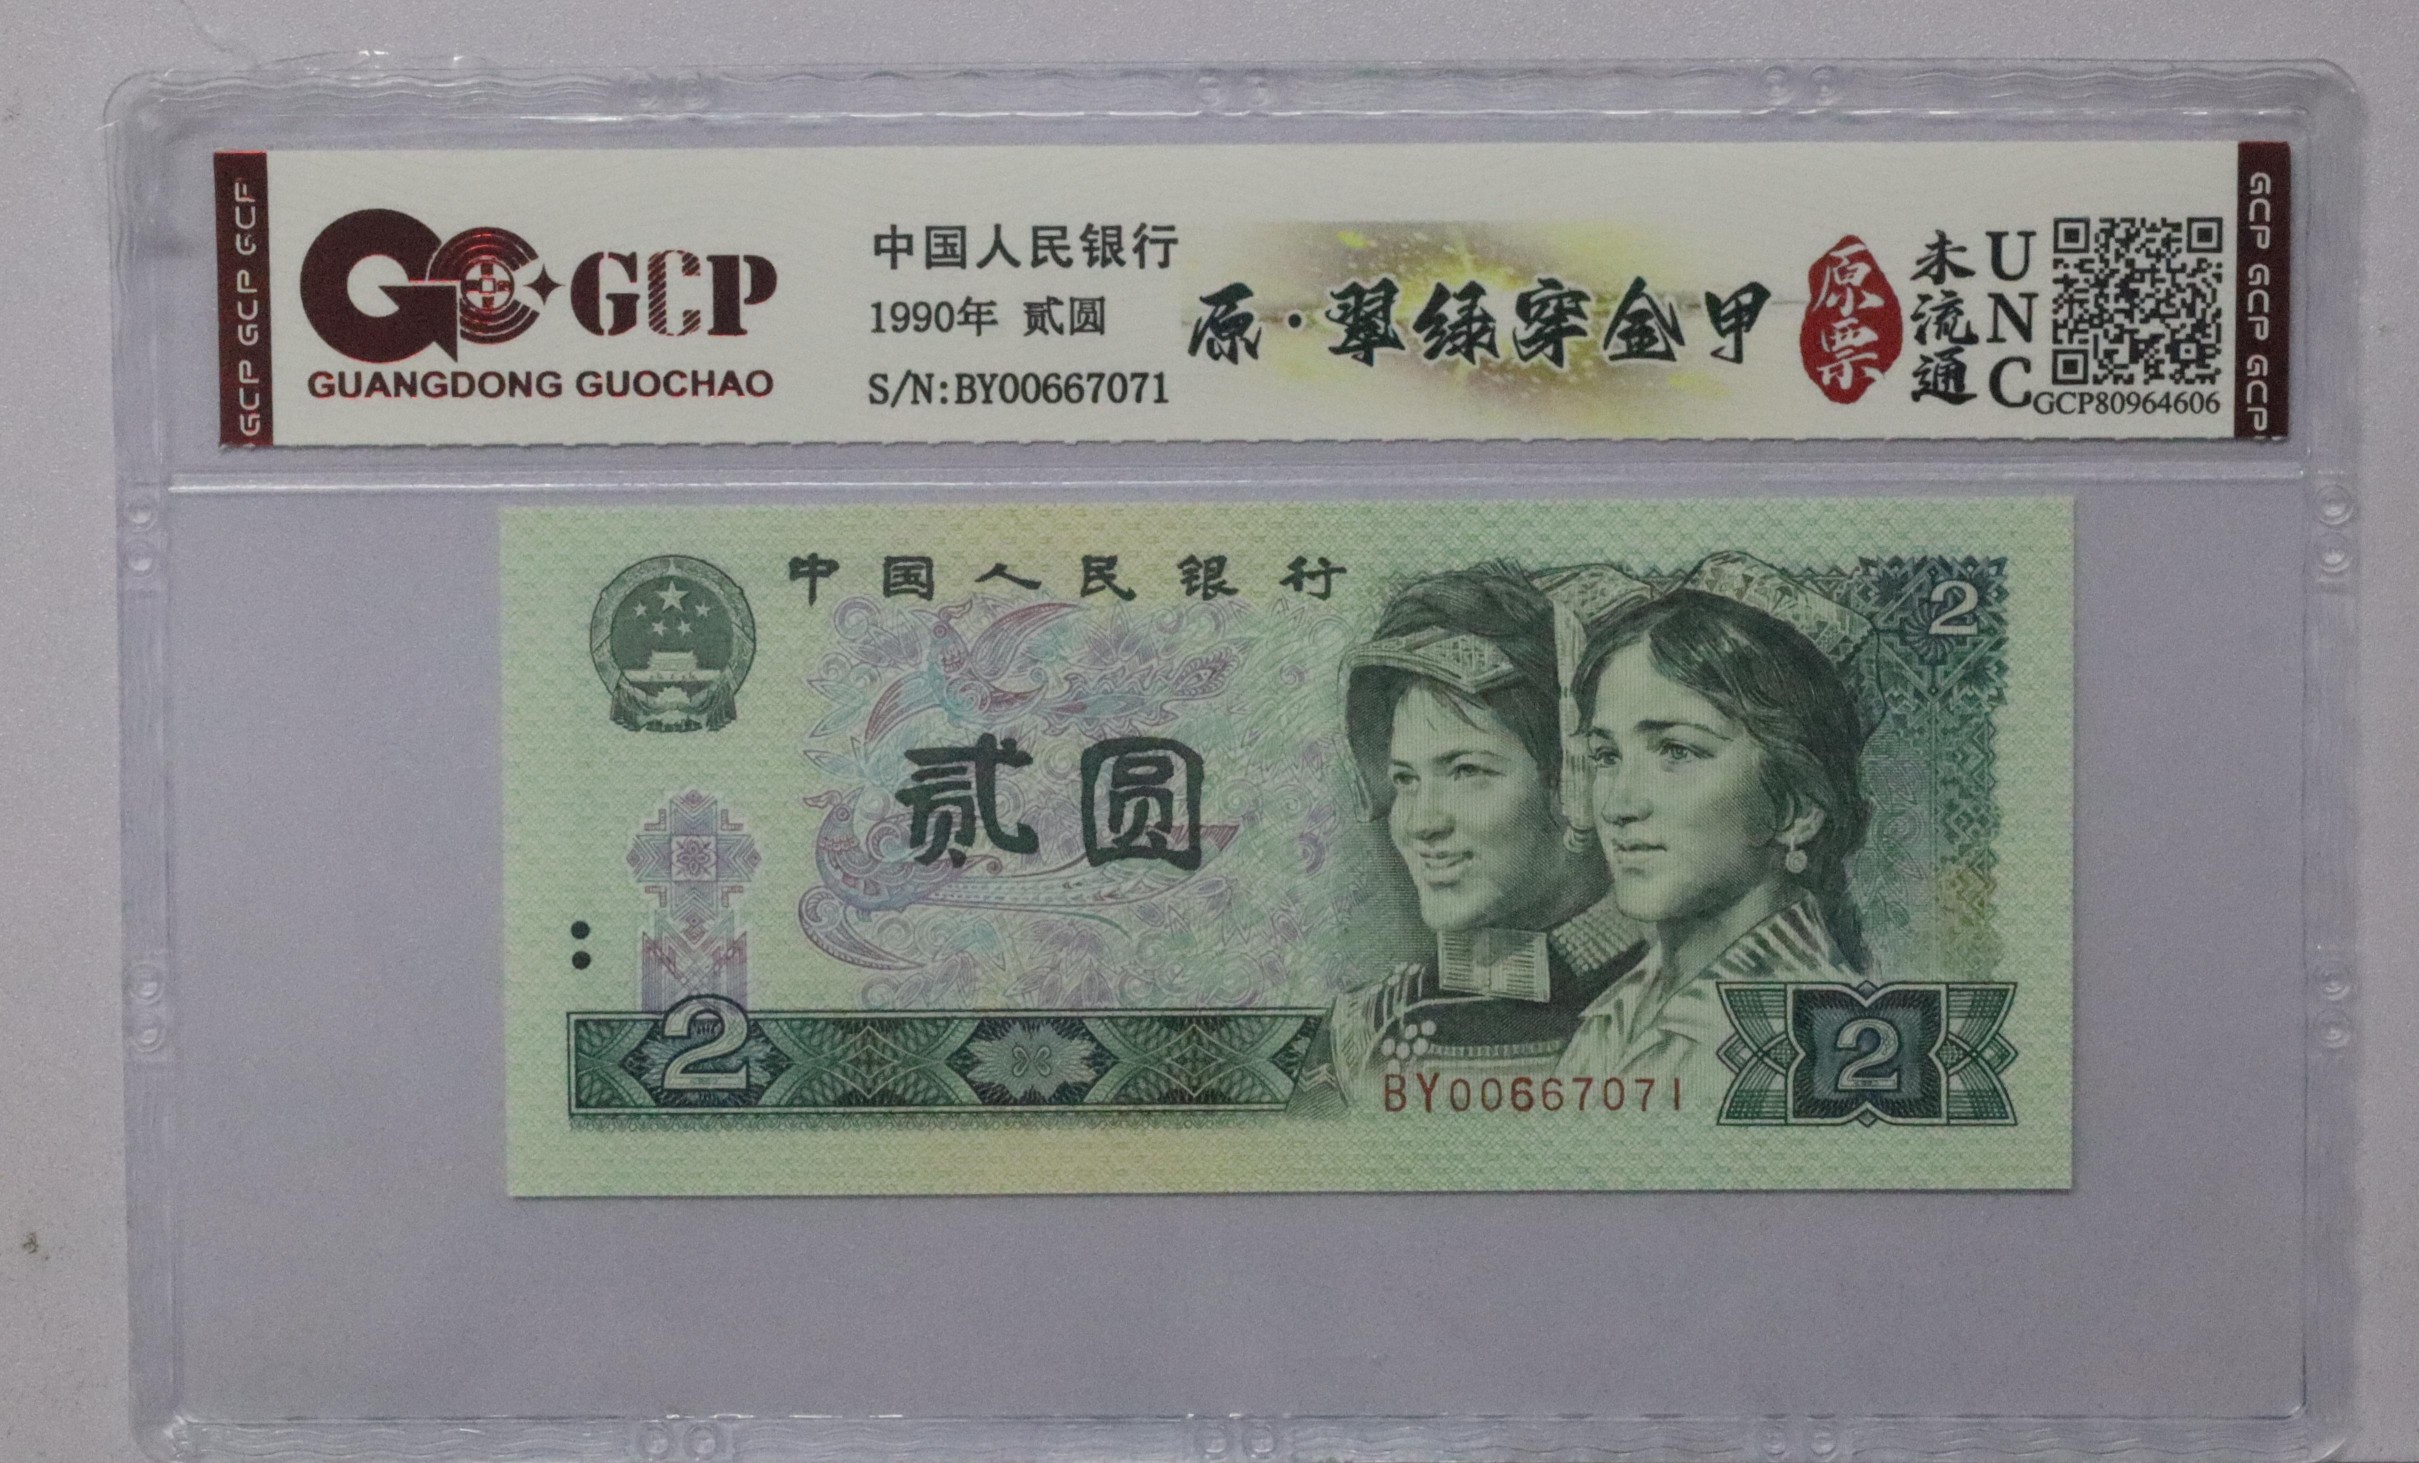 GCP GCP GCP
GCP
GUANGDONG GUOCHAO
中国人民银行
1990年 贰圆
S/N:BY00667071
原·翠绿穿金甲
原票
未流通
UNC
GCP80964606
GCP GCP GCP
中国人民银行
2
贰圆
2
BY00667071
2